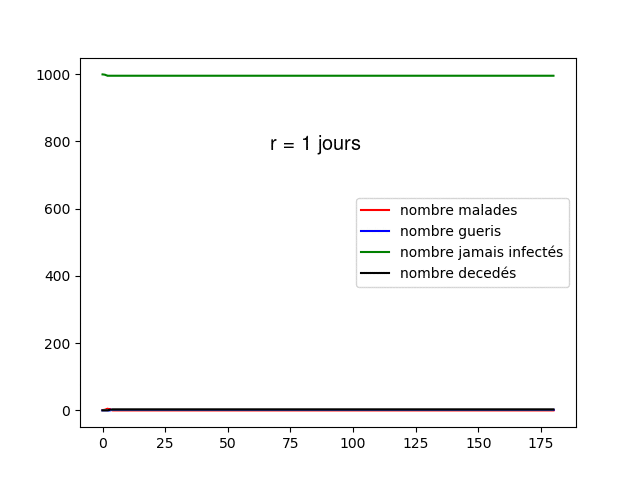 1000
800
600
400
200
0
r = 1 jours
nombre malades
nombre gueris
nombre jamais infectés
nombre decedés
0 25 50 75 100 125 150 175